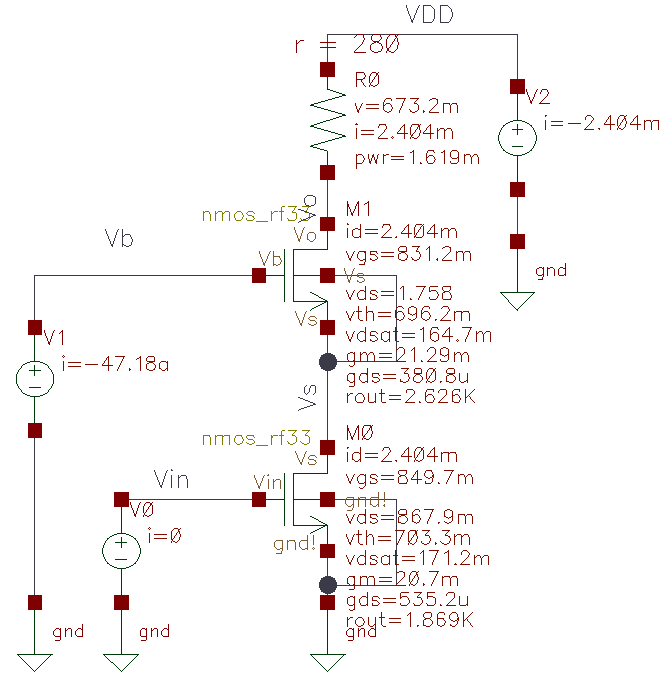 VDD
r = 280
R0
v=673.2m
i=2.404m
pwr=1.619m
V2
i=-2.404m
gnd
Vo
nmos_rf33
M1
id=2.404m
vgs=831.2m
Vo
Vb
Vb
Vs
vds=1.758
vth=696.2m
Vs
vdsat=164.7m
gm=21.29m
gds=380.8u
rout=2.626K
V1
i=-47.18a
Vs
nmos_rf33
M0
id=2.404m
vgs=849.7m
Vs
Vin
Vin
gnd!
vds=867.9m
vth=703.3m
gnd!
vdsat=171.2m
gm=20.7m
gds=535.2u
rout=1.869K
V0
i=0
gnd
gnd
gnd